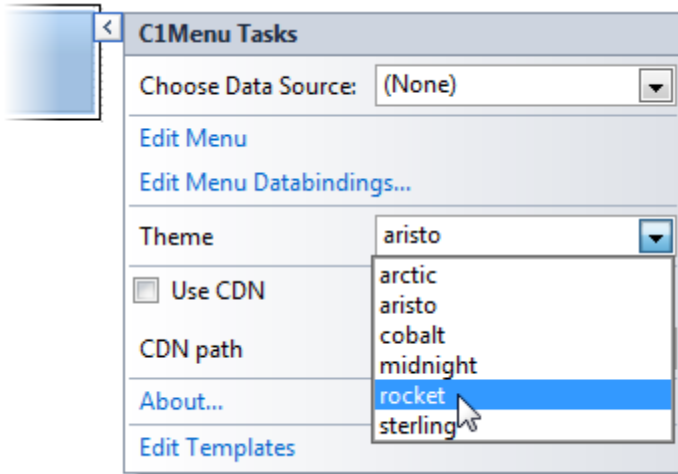 C1Menu Tasks
Choose Data Source: (None)
Edit Menu
Edit Menu Databindings...
Theme aristo
arctic
Use CDN
aristo
cobalt
CDN path
midnight
About...
rocket
sterling
Edit Templates